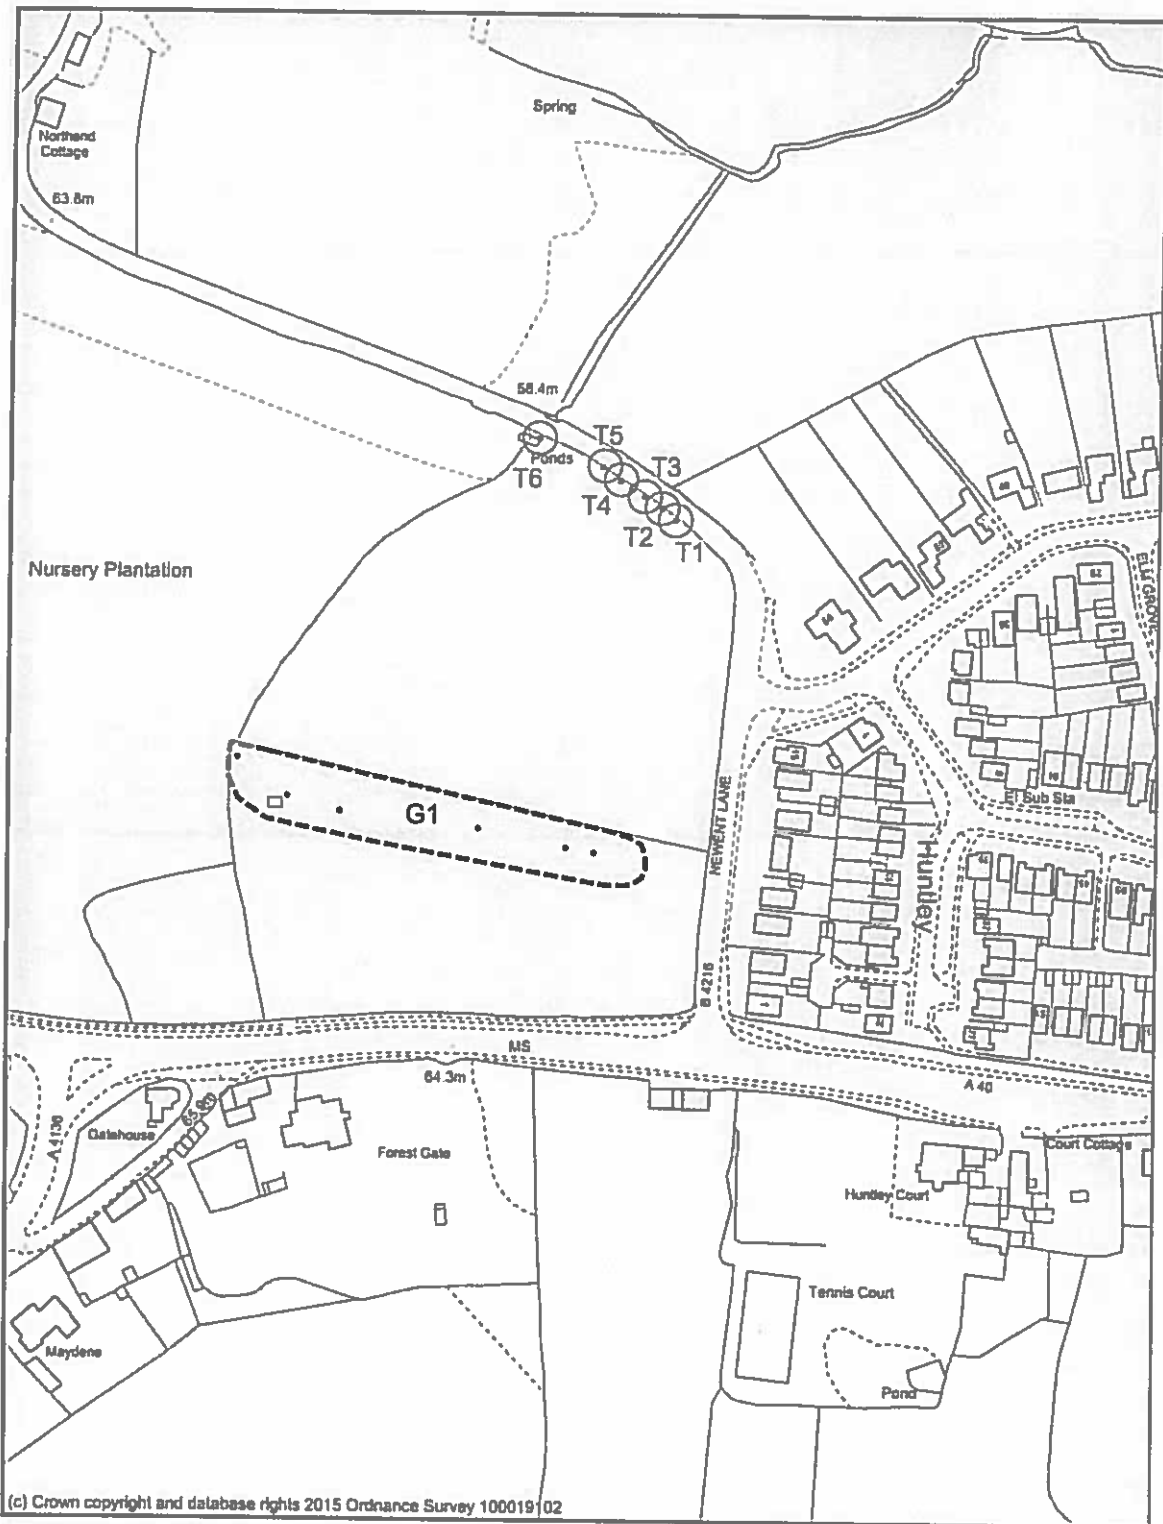 Spring
Northend
Cottage
63.8m
58.4m
T5
Ponds
T3
T6
T4
T2
T1
Nursery Plantation
ELM GROVE
G1
NEWENT LANE
El Sub Sta
Huntley
B 4216
MS
64.3m
A 40
A 4136
Gatehouse
Forest Gate
Court Cottage
Huntley Court
Tennis Court
Maydene
Pond
(c) Crown copyright and database rights 2015 Ordnance Survey 100019102